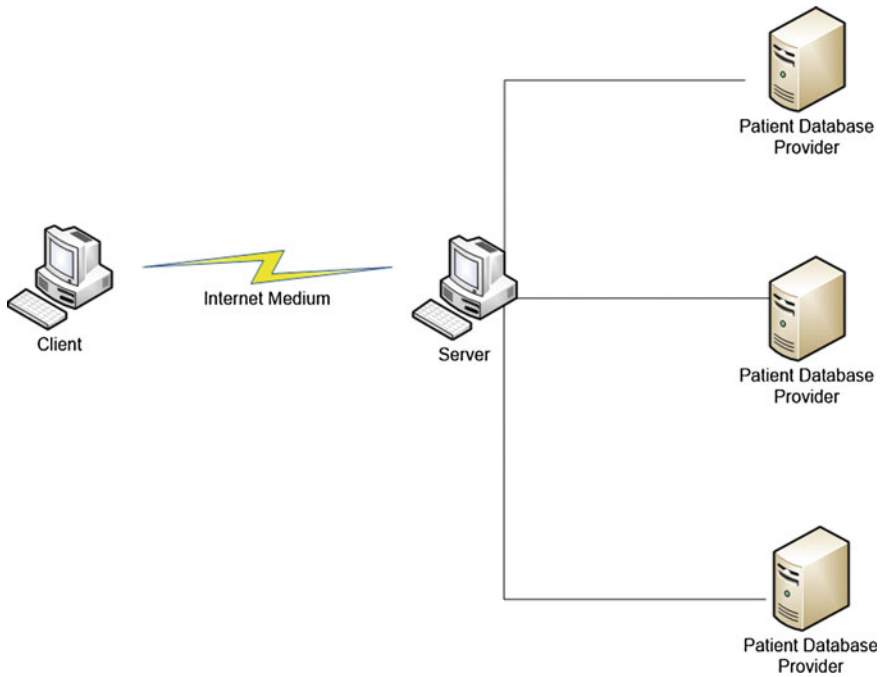 Patient Database
Provider
Internet Medium
Client
Server
Patient Database
Provider
Patient Database
Provider